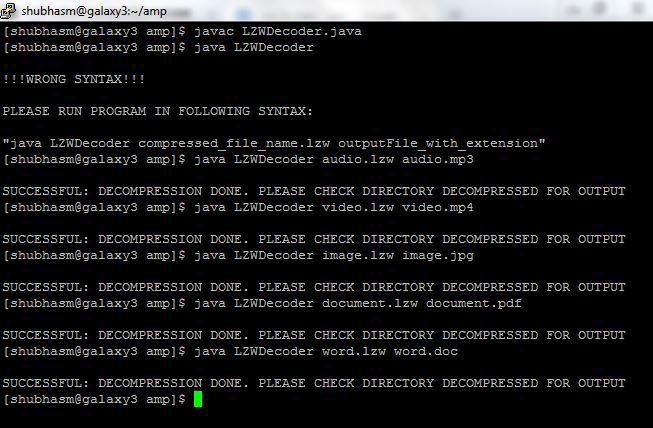 shubhasm@galaxy3:~/amp
[shubhasm@galaxy3 amp]$ javac LZWDecoder.java
[shubhasm@galaxy3 amp]$ java LZWDecoder
!!!WRONG SYNTAX!!!
PLEASE RUN PROGRAM IN FOLLOWING SYNTAX:
"java LZWDecoder compressed_file_name.lzw outputFile_with_extension"
[shubhasm@galaxy3 amp]$ java LZWDecoder audio.lzw audio.mp3
SUCCESSFUL: DECOMPRESSION DONE. PLEASE CHECK DIRECTORY DECOMPRESSED FOR OUTPUT
[shubhasm@galaxy3 amp]$ java LZWDecoder video.lzw video.mp4
SUCCESSFUL: DECOMPRESSION DONE. PLEASE CHECK DIRECTORY DECOMPRESSED FOR OUTPUT
[shubhasm@galaxy3 amp]$ java LZWDecoder image.lzw image.jpg
SUCCESSFUL: DECOMPRESSION DONE. PLEASE CHECK DIRECTORY DECOMPRESSED FOR OUTPUT
[shubhasm@galaxy3 amp]$ java LZWDecoder document.lzw document.pdf
SUCCESSFUL: DECOMPRESSION DONE. PLEASE CHECK DIRECTORY DECOMPRESSED FOR OUTPUT
[shubhasm@galaxy3 amp]$ java LZWDecoder word.lzw word.doc
SUCCESSFUL: DECOMPRESSION DONE. PLEASE CHECK DIRECTORY DECOMPRESSED FOR OUTPUT
[shubhasm@galaxy3 amp]$